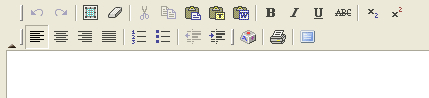 B I U ABC x₂ x²